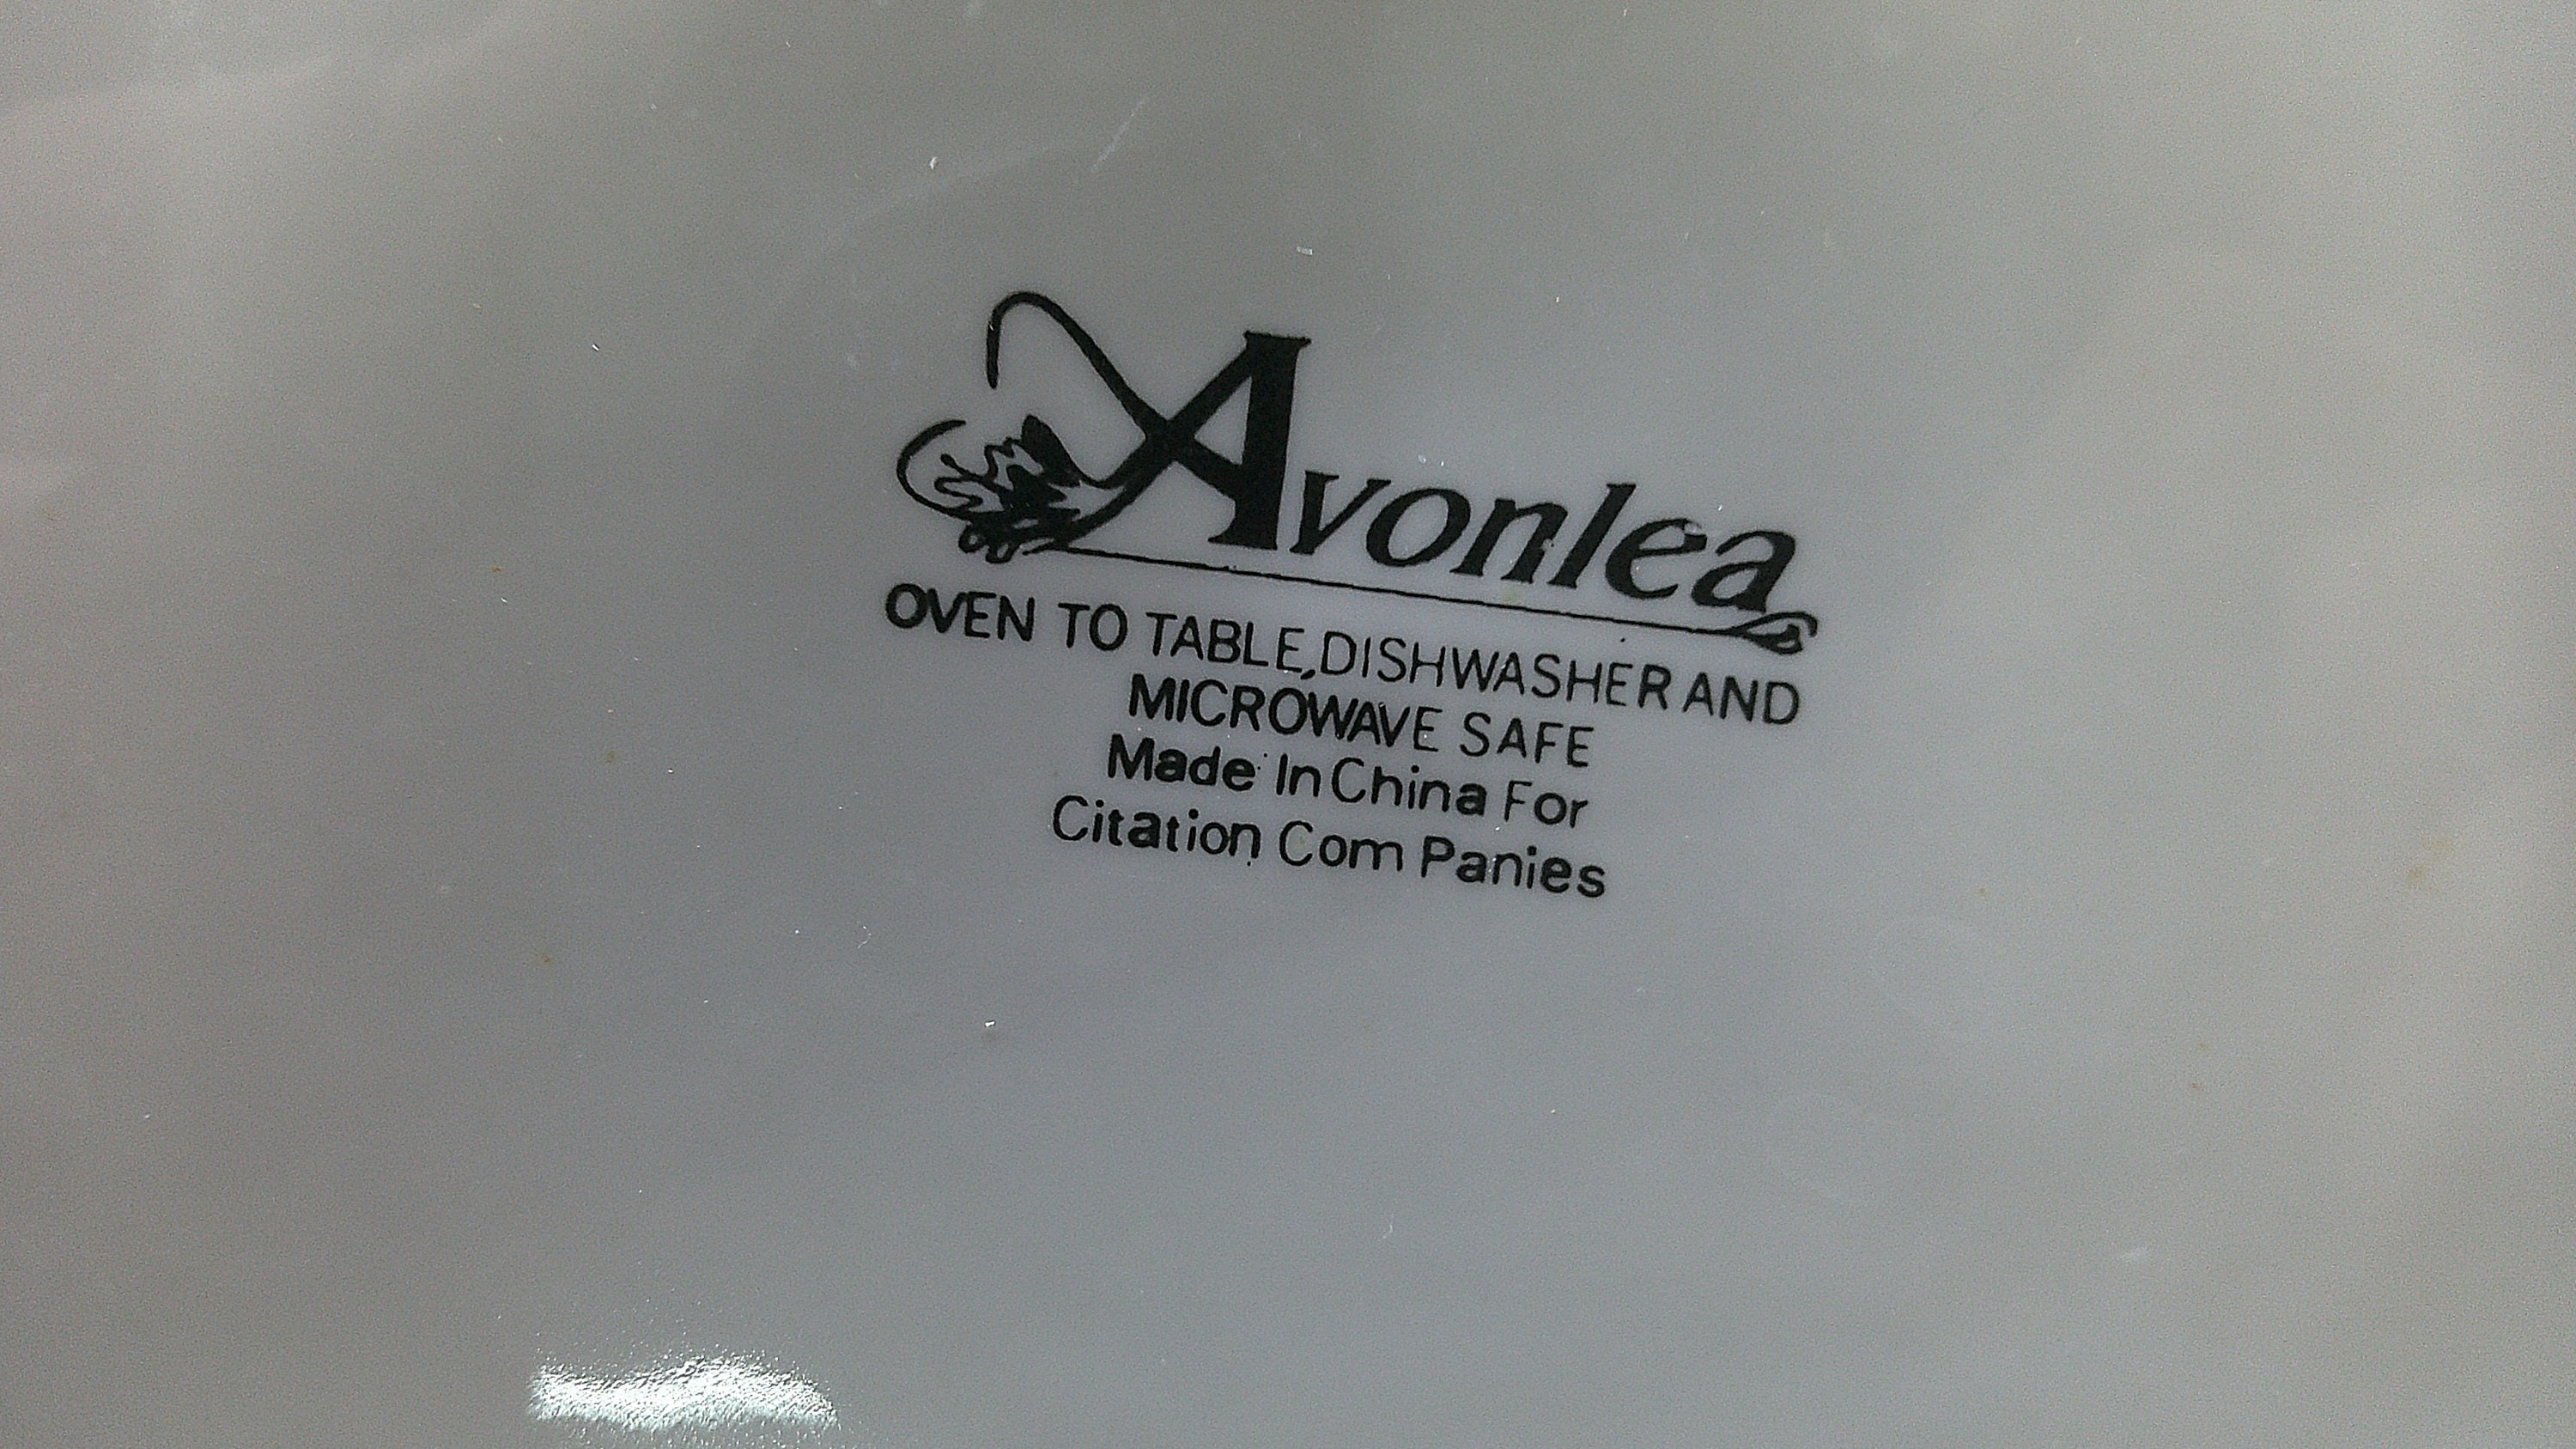 Avonlea
OVEN TO TABLE,DISHWASHER AND
MICROWAVE SAFE
Made In China For
Citation Com Panies